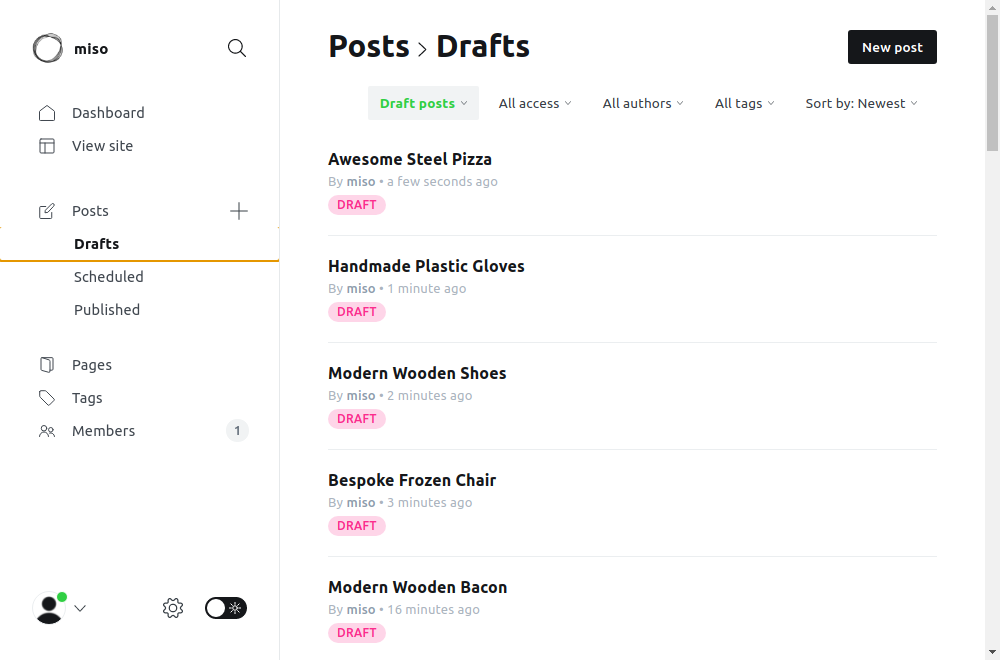 miso
Dashboard
View site
Posts
Drafts
Scheduled
Published
Pages
Tags
Members 1
Posts › Drafts
New post
Draft posts All access All authors All tags Sort by: Newest
Awesome Steel Pizza
By miso • a few seconds ago
DRAFT
Handmade Plastic Gloves
By miso • 1 minute ago
DRAFT
Modern Wooden Shoes
By miso • 2 minutes ago
DRAFT
Bespoke Frozen Chair
By miso • 3 minutes ago
DRAFT
Modern Wooden Bacon
By miso • 16 minutes ago
DRAFT